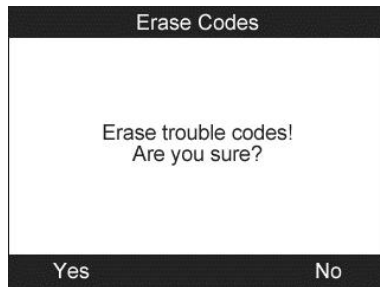 Erase Codes
Erase trouble codes!
Are you sure?
Yes
No